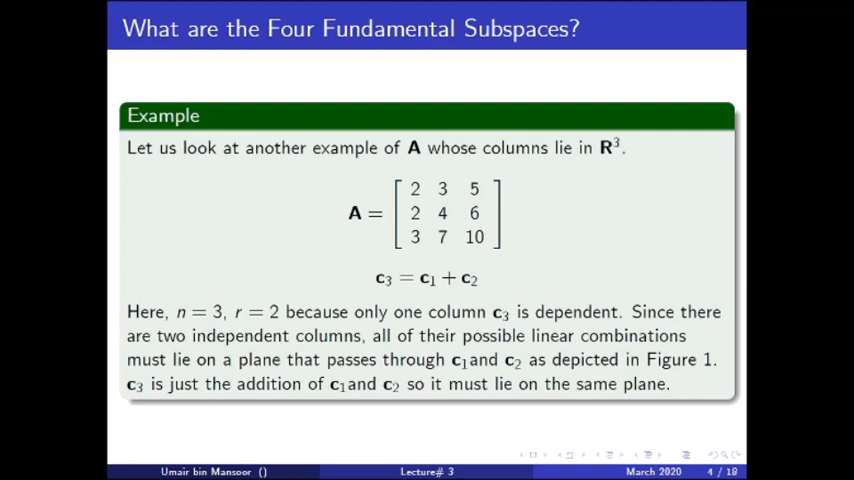 What are the Four Fundamental Subspaces?
Example
Let us look at another example of A whose columns lie in R³.
2 3 5
A = 2 4 6
3 7 10
c₃ = c₁ + c₂
Here, n = 3, r = 2 because only one column c₃ is dependent. Since there
are two independent columns, all of their possible linear combinations
must lie on a plane that passes through c₁and c₂ as depicted in Figure 1.
c₃ is just the addition of c₁and c₂ so it must lie on the same plane.
Umair bin Mansoor () Lecture# 3 March 2020 4 / 18